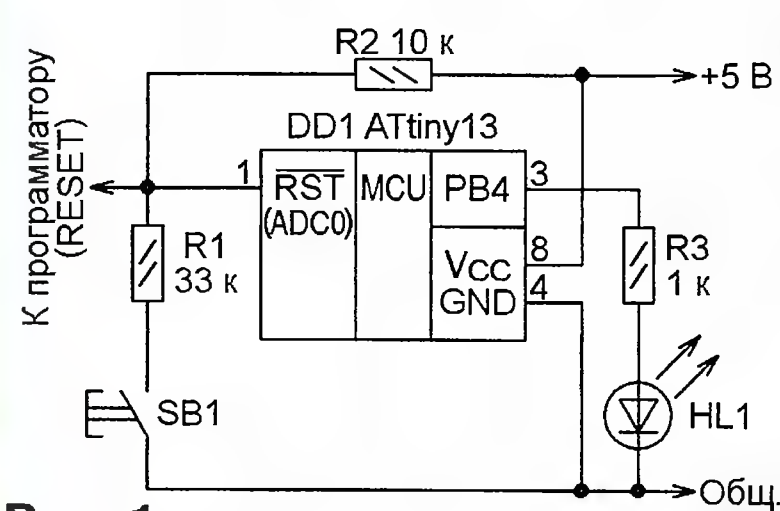 R2 10 к
+5 В
DD1 ATtiny13
К программатору
(RESET)
1
RST
(ADC0)
MCU
PB4
3
R1
33 к
VCC
8
GND
4
R3
1 к
SB1
HL1
Общ.